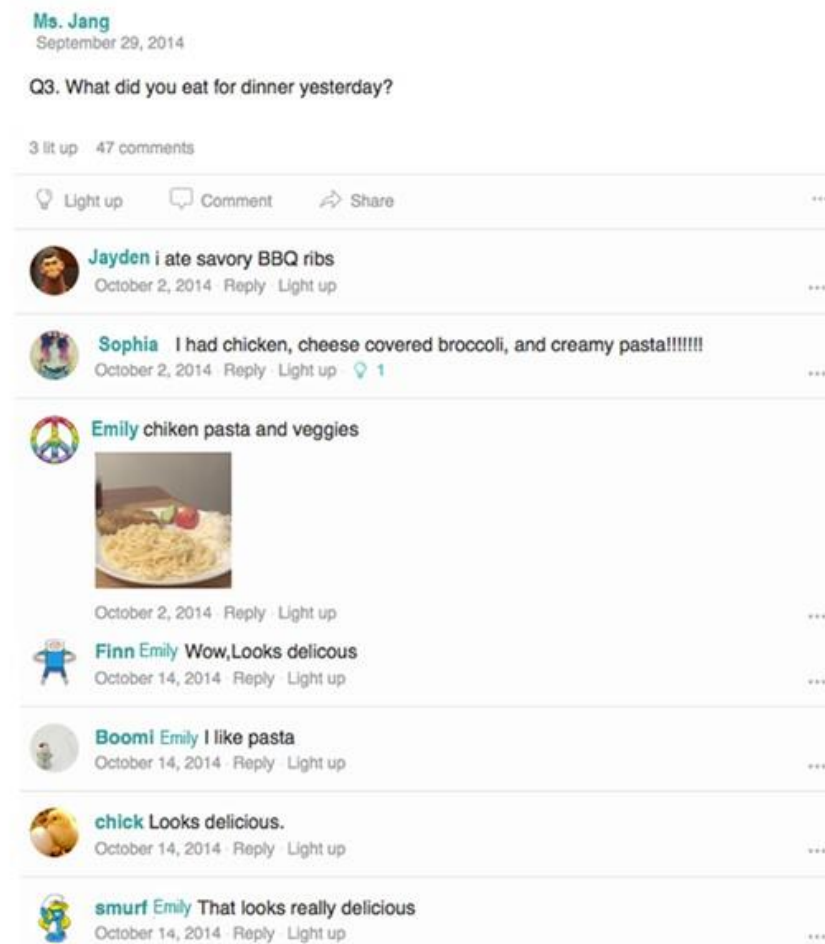 Ms. Jang
September 29, 2014
Q3. What did you eat for dinner yesterday?
3 lit up 47 comments
Light up Comment Share ...
Jayden i ate savory BBQ ribs
October 2, 2014 · Reply · Light up ...
Sophia I had chicken, cheese covered broccoli, and creamy pasta!!!!!!!
October 2, 2014 · Reply · Light up · 1 ...
Emily chiken pasta and veggies
October 2, 2014 · Reply · Light up ...
Finn Emily Wow,Looks delicous
October 14, 2014 · Reply · Light up ...
Boomi Emily I like pasta
October 14, 2014 · Reply · Light up ...
chick Looks delicious.
October 14, 2014 · Reply · Light up ...
smurf Emily That looks really delicious
October 14, 2014 · Reply · Light up ...